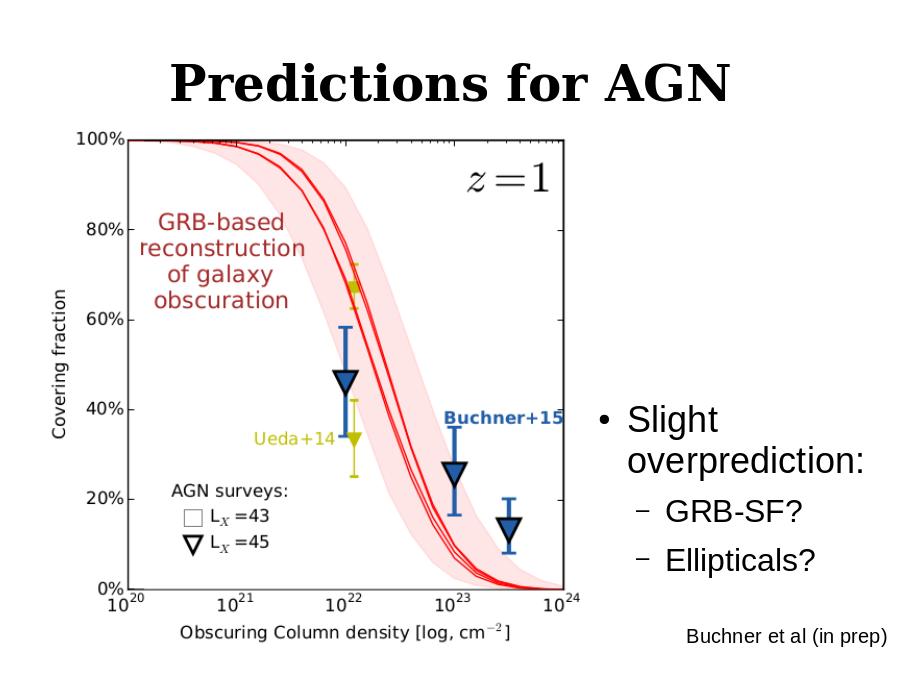 Predictions for AGN
100%
80%
60%
40%
20%
0%
Covering fraction
z=1
GRB-based
reconstruction
of galaxy
obscuration
Buchner+15
Ueda+14
AGN surveys:
L_X =43
L_X =45
10^20 10^21 10^22 10^23 10^24
Obscuring Column density [log, cm^−2]
• Slight
overprediction:
– GRB-SF?
– Ellipticals?
Buchner et al (in prep)